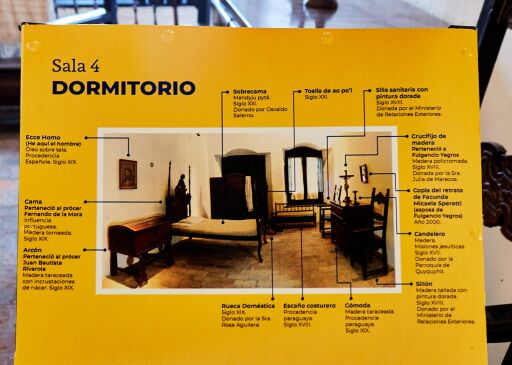 Sala 4
DORMITORIO
Sobrecama
Mandyju pytã.
Siglo XXI.
Donado por Osvaldo
Salerno.
Toalla de ao po'i
Siglo XXI.
Silla sanitaria con
pintura dorada
Siglo XVIII.
Donada por el Ministerio
de Relaciones Exteriores.
Ecce Homo
(He aquí el hombre)
Óleo sobre tela.
Procedencia
Española. Siglo XIX.
Cama
Perteneció al prócer
Fernando de la Mora
Influencia
portuguesa.
Madera torneada.
Siglo XIX.
Arcón
Perteneció al prócer
Juan Bautista
Rivarola
Madera taraceada
con incrustaciones
de nácar. Siglo XIX.
Crucifijo de
madera
Perteneció a
Fulgencio Yegros
Madera policromada.
Siglo XVIII.
Donada por la Sra.
Julia de Marecos.
Copia del retrato
de Facunda
Micaela Speratti
(esposa de
Fulgencio Yegros)
Año 2000.
Candelero
Madera.
Misiones jesuíticas.
Siglo XVII.
Donado por la
Parroquia de
Quyquyhó.
Sillón
Madera tallada con
pintura dorada.
Siglo XVIII.
Donado por el
Ministerio de
Relaciones Exteriores.
Rueca Doméstica
Siglo XIX.
Donado por la Sra.
Rosa Aguilera.
Escaño costurero
Procedencia
paraguaya.
Siglo XVIII.
Cómoda
Madera taraceada.
Procedencia
paraguaya.
Siglo XIX.